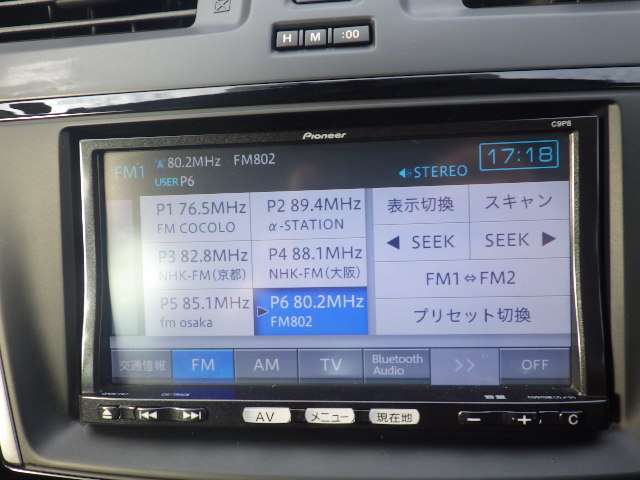 H M :00
Pioneer C9P8
FM1 80.2MHz FM802
USER P6
STEREO
17:18
P1 76.5MHz
FM COCOLO
P2 89.4MHz
α-STATION
表示切換 スキャン
P3 82.8MHz
NHK-FM(京都)
P4 88.1MHz
NHK-FM(大阪)
◀ SEEK SEEK ▶
FM1⇔FM2
P5 85.1MHz
fm osaka
P6 80.2MHz
FM802
プリセット切換
交通情報 FM AM TV Bluetooth Audio >> OFF
AV メニュー 現在地 − + C